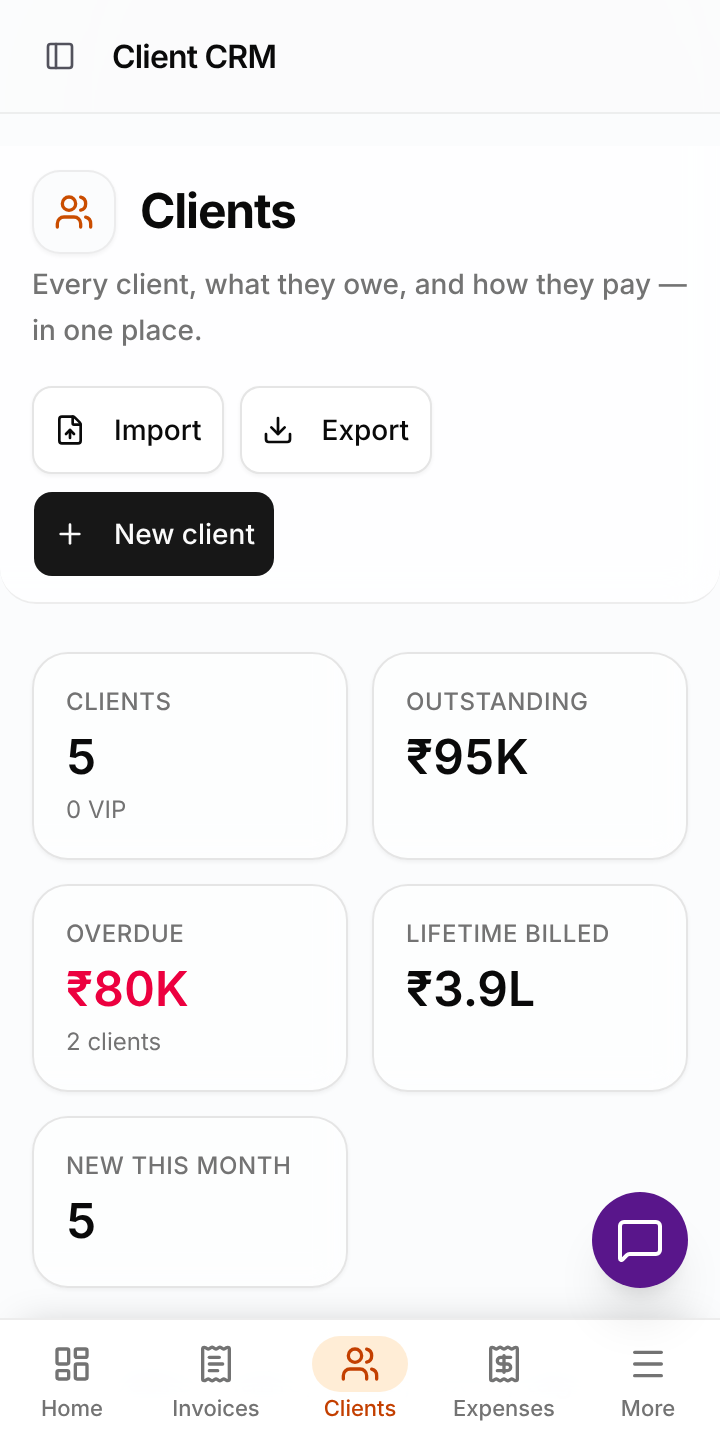 Client CRM
Clients
Every client, what they owe, and how they pay —
in one place.
Import
Export
New client
CLIENTS
5
0 VIP
OUTSTANDING
₹95K
OVERDUE
₹80K
2 clients
LIFETIME BILLED
₹3.9L
NEW THIS MONTH
5
Home
Invoices
Clients
Expenses
More